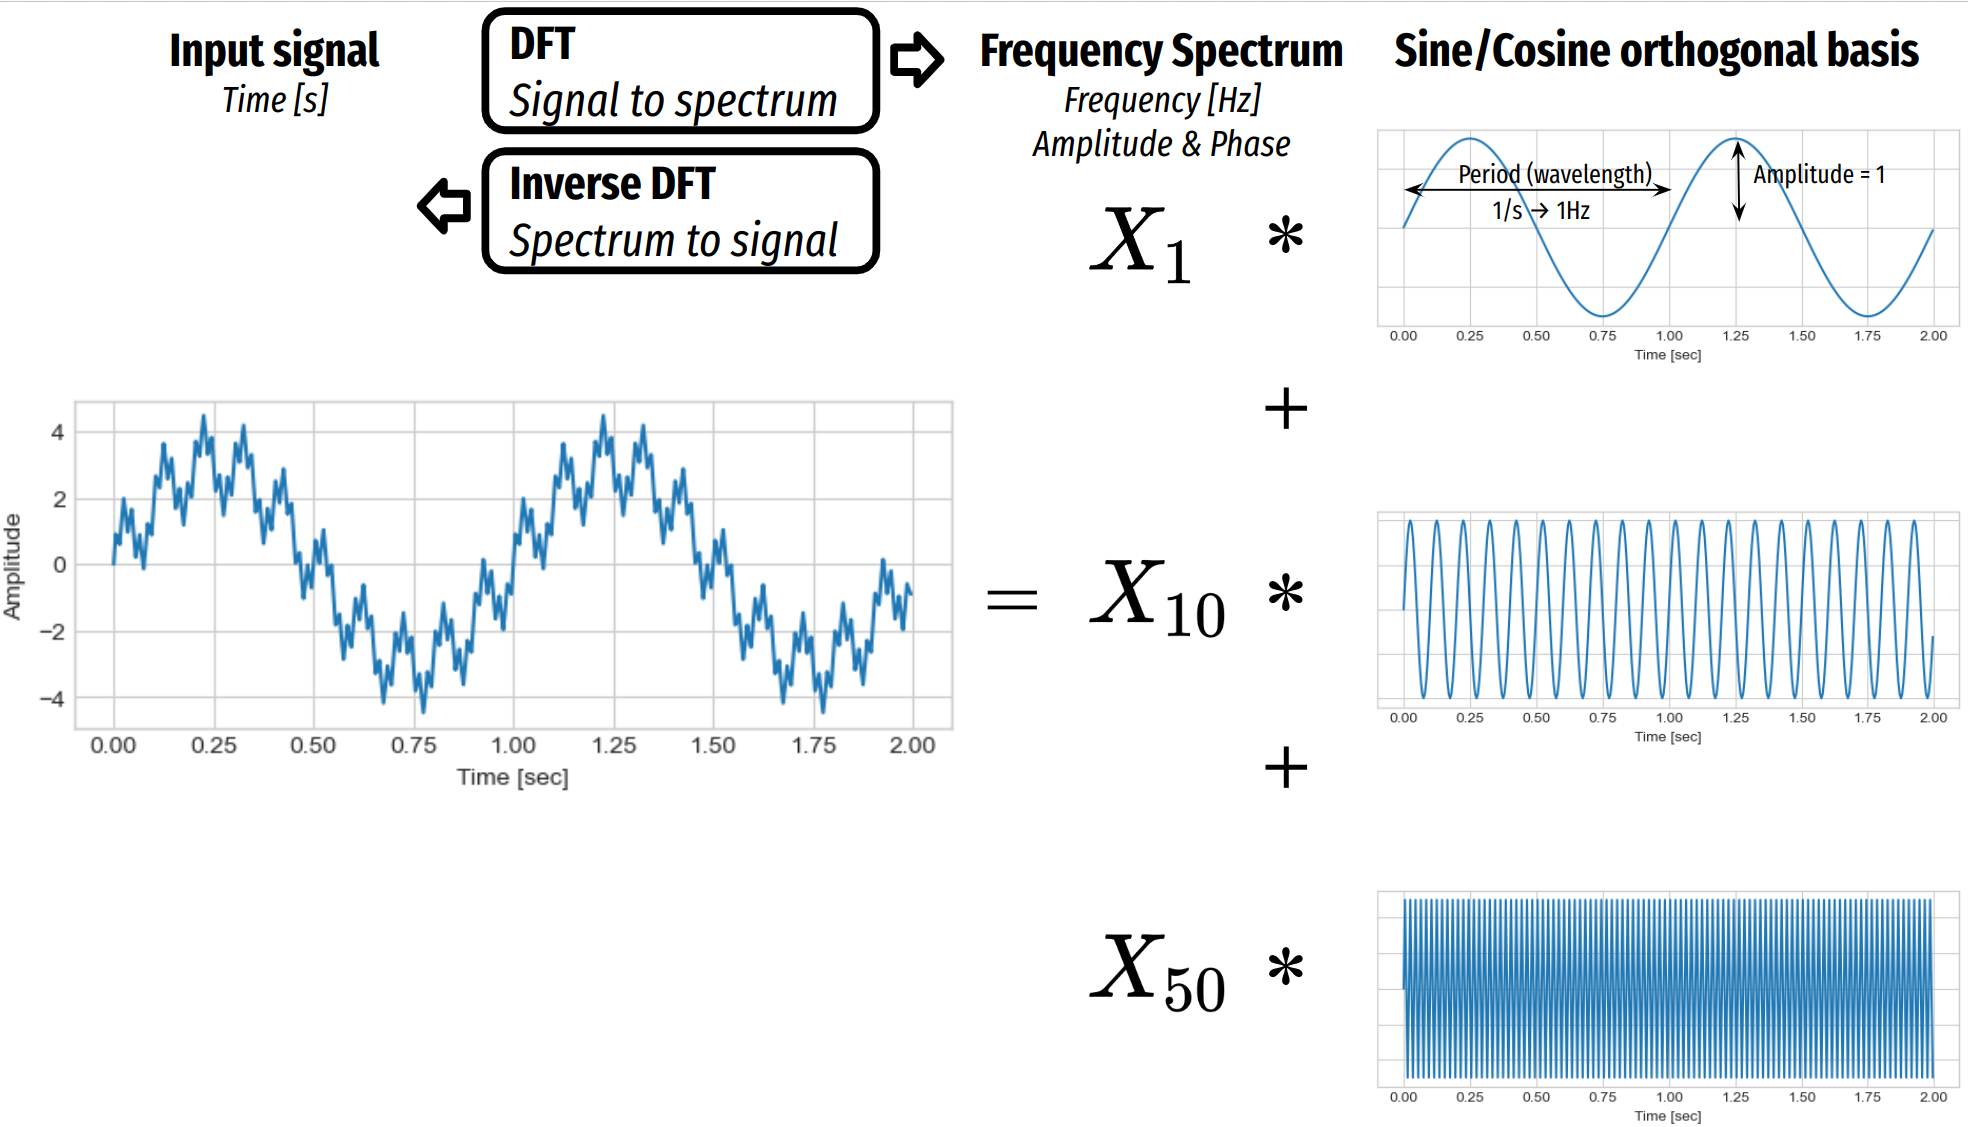 Input signal
Time [s]
DFT
Signal to spectrum
Inverse DFT
Spectrum to signal
Frequency Spectrum
Frequency [Hz]
Amplitude & Phase
Sine/Cosine orthogonal basis
Period (wavelength)
1/s → 1Hz
Amplitude = 1
0.00 0.25 0.50 0.75 1.00 1.25 1.50 1.75 2.00
Time [sec]
X1 *
+
Amplitude
4
2
0
−2
−4
0.00 0.25 0.50 0.75 1.00 1.25 1.50 1.75 2.00
Time [sec]
= X10 *
0.00 0.25 0.50 0.75 1.00 1.25 1.50 1.75 2.00
Time [sec]
+
X50 *
0.00 0.25 0.50 0.75 1.00 1.25 1.50 1.75 2.00
Time [sec]